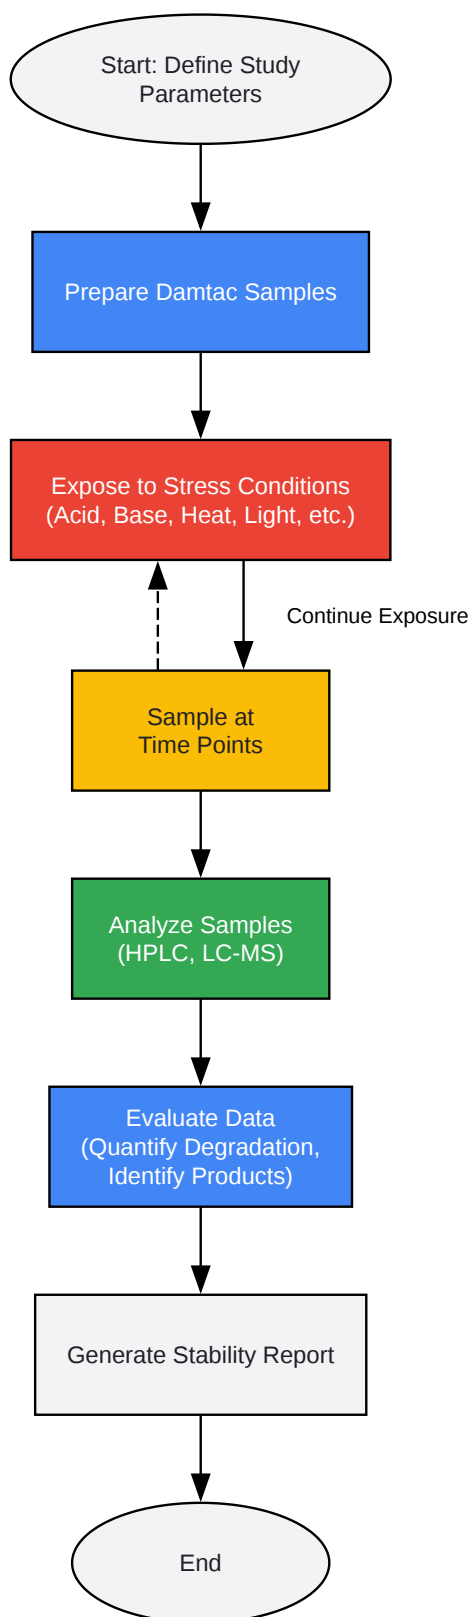 Start: Define Study
Parameters
Prepare Damtac Samples
Expose to Stress Conditions
(Acid, Base, Heat, Light, etc.)
Continue Exposure
Sample at
Time Points
Analyze Samples
(HPLC, LC-MS)
Evaluate Data
(Quantify Degradation,
Identify Products)
Generate Stability Report
End